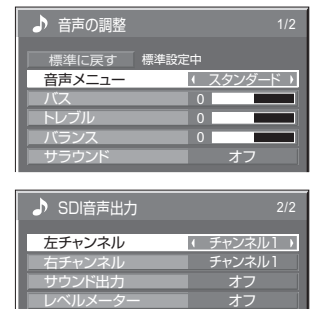 音声の調整 1/2
標準に戻す 標準設定中
音声メニュー スタンダード
バス 0
トレブル 0
バランス 0
サラウンド オフ
SDI音声出力 2/2
左チャンネル チャンネル1
右チャンネル チャンネル1
サウンド出力 オフ
レベルメーター オフ